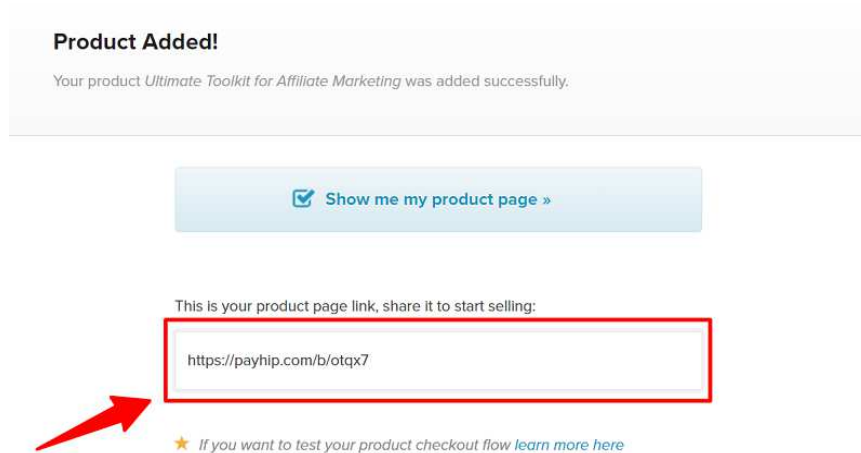 Product Added!
Your product Ultimate Toolkit for Affiliate Marketing was added successfully.
Show me my product page »
This is your product page link, share it to start selling:
https://payhip.com/b/otqx7
If you want to test your product checkout flow learn more here